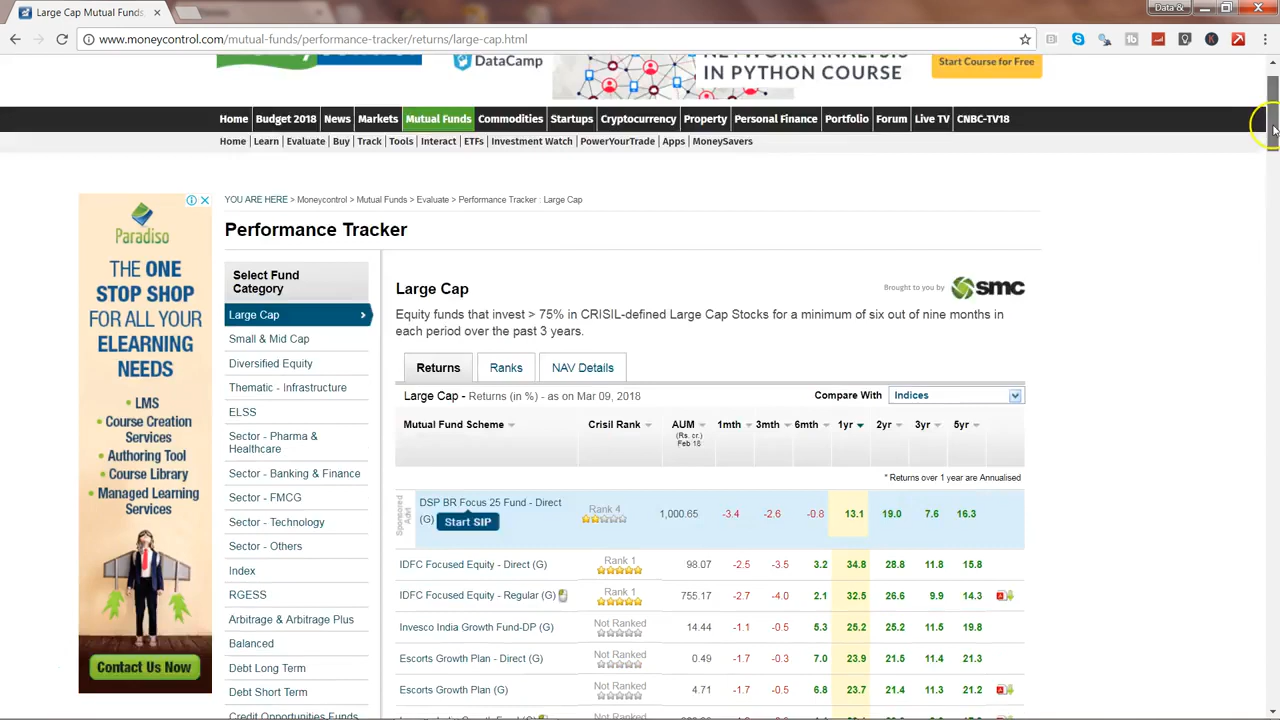 Large Cap Mutual Funds,
Data &
www.moneycontrol.com/mutual-funds/performance-tracker/returns/large-cap.html
DataCamp
NETWORK ANALYSIS
IN PYTHON COURSE
Start Course for Free
Home Budget 2018 News Markets Mutual Funds Commodities Startups Cryptocurrency Property Personal Finance Portfolio Forum Live TV CNBC-TV18
Home Learn Evaluate Buy Track Tools Interact ETFs Investment Watch PowerYourTrade Apps MoneySavers
YOU ARE HERE > Moneycontrol > Mutual Funds > Evaluate > Performance Tracker : Large Cap
Performance Tracker
Paradiso
THE ONE
STOP SHOP
FOR ALL YOUR
ELEARNING
NEEDS
• LMS
• Course Creation
Services
• Authoring Tool
• Course Library
• Managed Learning
Services
Contact Us Now
Select Fund
Category
Large Cap
Small & Mid Cap
Diversified Equity
Thematic - Infrastructure
ELSS
Sector - Pharma &
Healthcare
Sector - Banking & Finance
Sector - FMCG
Sector - Technology
Sector - Others
Index
RGESS
Arbitrage & Arbitrage Plus
Balanced
Debt Long Term
Debt Short Term
Credit Opportunities Funds
Large Cap
Brought to you by smc
Equity funds that invest > 75% in CRISIL-defined Large Cap Stocks for a minimum of six out of nine months in
each period over the past 3 years.
Returns Ranks NAV Details
Large Cap - Returns (in %) - as on Mar 09, 2018
Compare With Indices
Mutual Fund Scheme Crisil Rank AUM 1mth 3mth 6mth 1yr 2yr 3yr 5yr
(Rs. cr.)
Feb 18
* Returns over 1 year are Annualised
Sponsored
Advt
DSP BR Focus 25 Fund - Direct
(G) Start SIP
Rank 4 1,000.65 -3.4 -2.6 -0.8 13.1 19.0 7.6 16.3
IDFC Focused Equity - Direct (G) Rank 1 98.07 -2.5 -3.5 3.2 34.8 28.8 11.8 15.8
IDFC Focused Equity - Regular (G) Rank 1 755.17 -2.7 -4.0 2.1 32.5 26.6 9.9 14.3
Invesco India Growth Fund-DP (G) Not Ranked 14.44 -1.1 -0.5 5.3 25.2 25.2 11.5 19.8
Escorts Growth Plan - Direct (G) Not Ranked 0.49 -1.7 -0.3 7.0 23.9 21.5 11.4 21.3
Escorts Growth Plan (G) Not Ranked 4.71 -1.7 -0.5 6.8 23.7 21.4 11.3 21.2